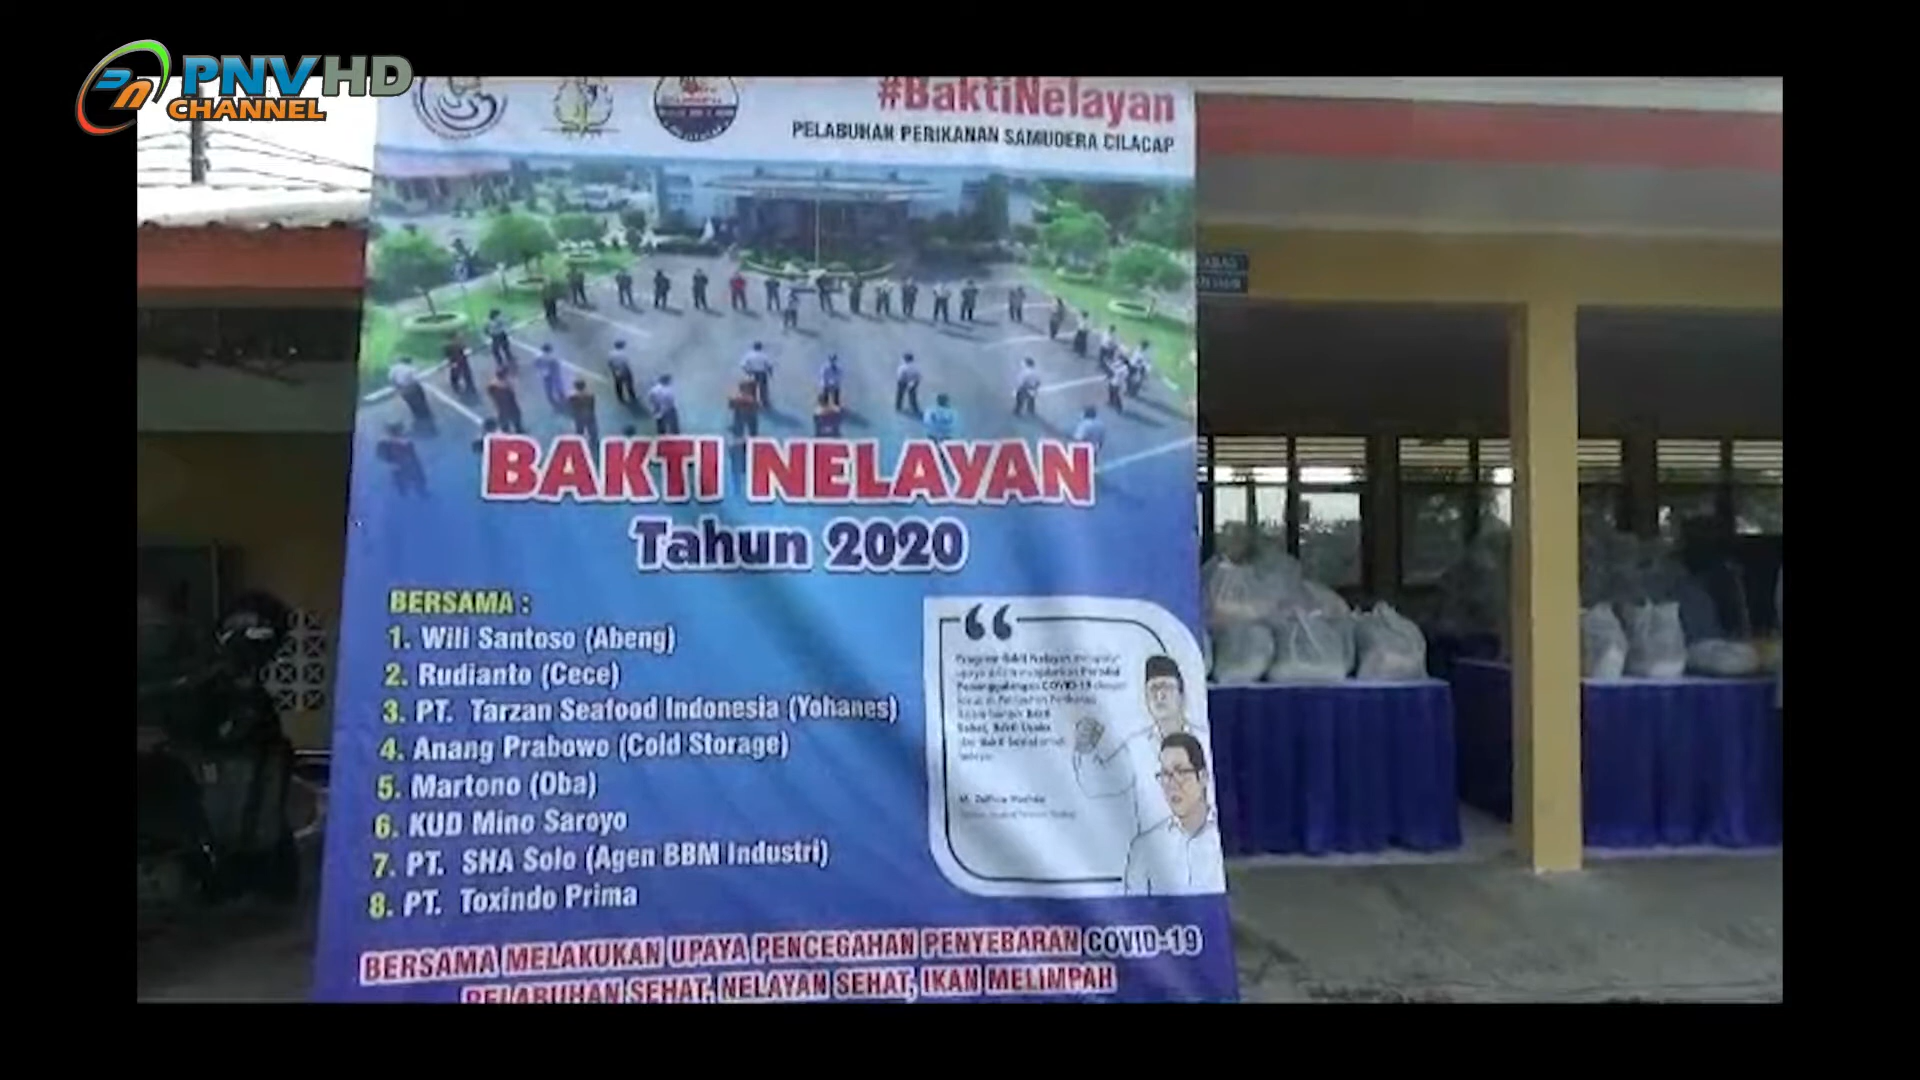 PNVHD
CHANNEL
#BaktiNelayan
PELABUHAN PERIKANAN SAMUDERA CILACAP
BAKTI NELAYAN
Tahun 2020
BERSAMA :
1. Wili Santoso (Abeng)
2. Rudianto (Cece)
3. PT. Tarzan Seafood Indonesia (Yohanes)
4. Anang Prabowo (Cold Storage)
5. Martono (Oba)
6. KUD Mino Saroyo
7. PT. SHA Solo (Agen BBM Industri)
8. PT. Toxindo Prima
BERSAMA MELAKUKAN UPAYA PENCEGAHAN PENYEBARAN COVID-19
PELABUHAN SEHAT, NELAYAN SEHAT, IKAN MELIMPAH